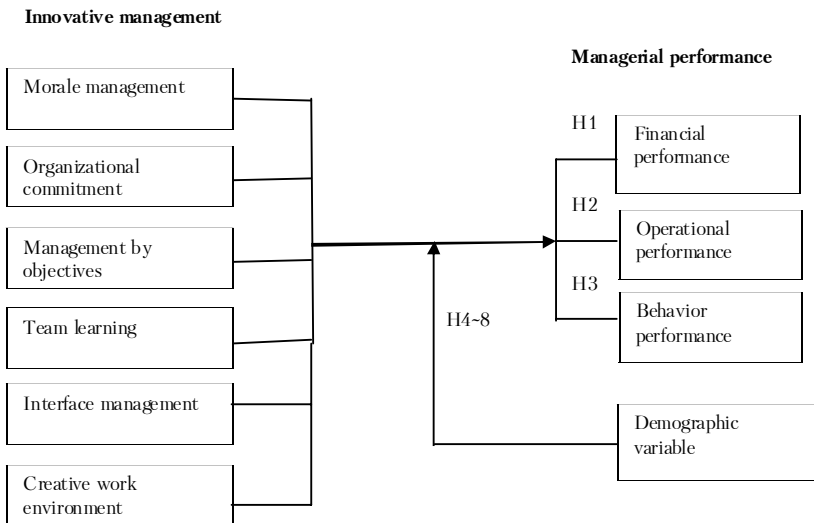 Innovative management
Morale management
Organizational
commitment
Management by
objectives
Team learning
Interface management
Creative work
environment
H4~8
Managerial performance
H1
Financial
performance
H2
Operational
performance
H3
Behavior
performance
Demographic
variable